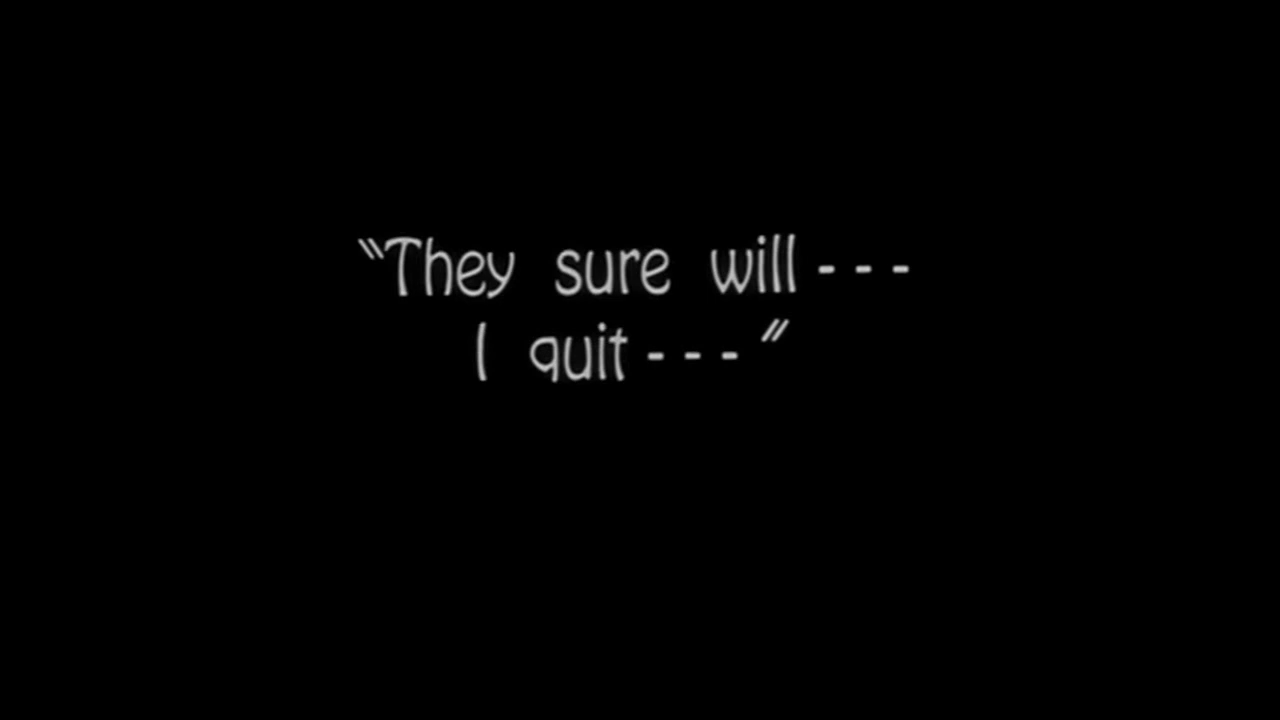 “They sure will - - -
I quit - - - ”